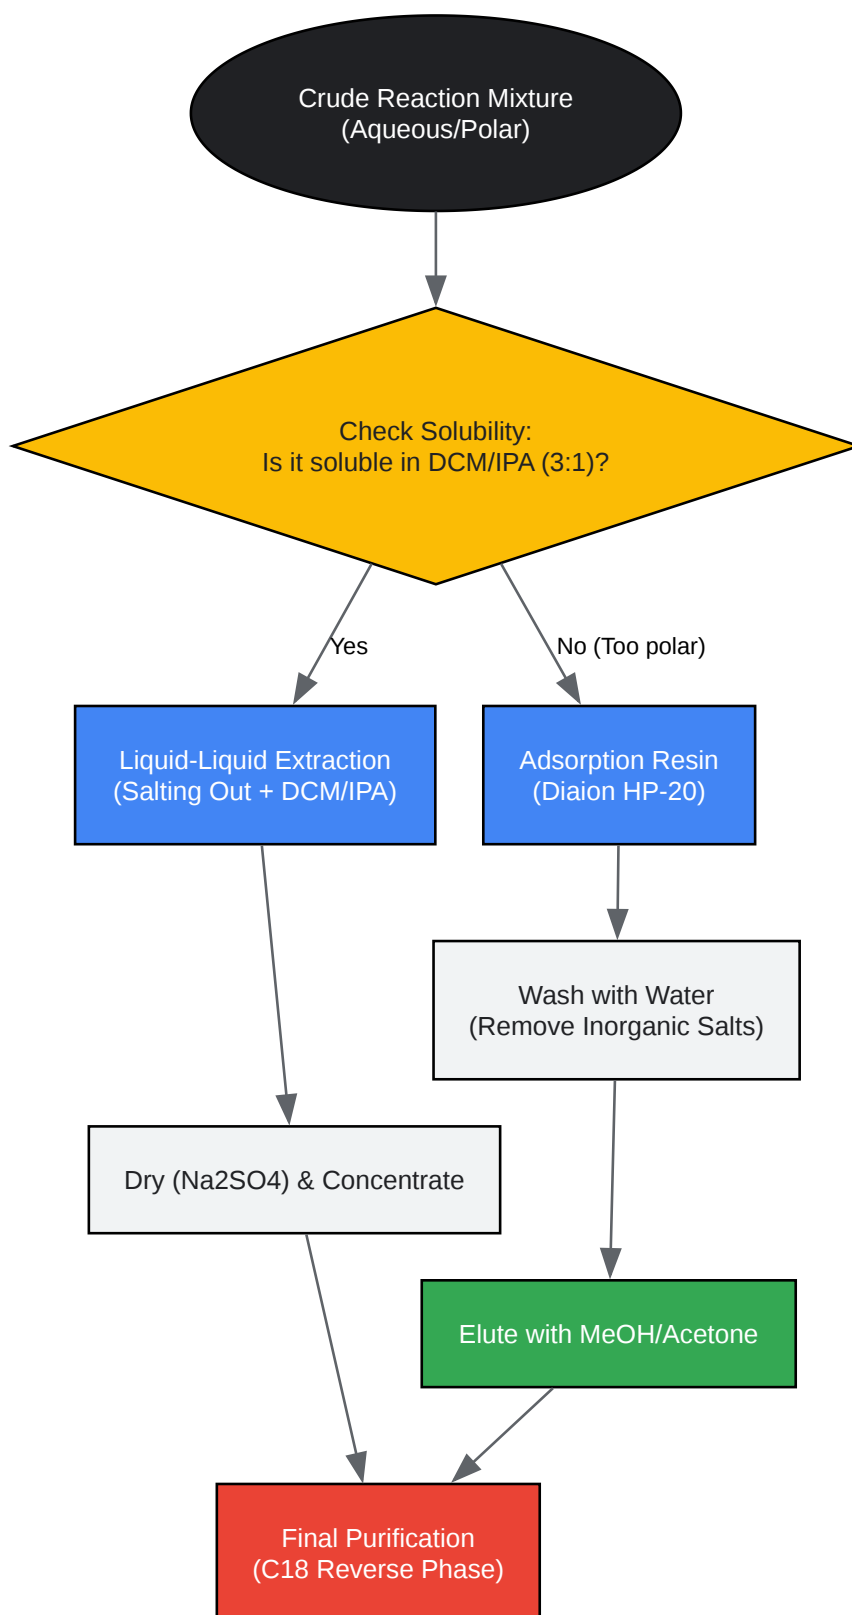 Crude Reaction Mixture
(Aqueous/Polar)
Check Solubility:
Is it soluble in DCM/IPA (3:1)?
Yes
No (Too polar)
Liquid-Liquid Extraction
(Salting Out + DCM/IPA)
Adsorption Resin
(Diaion HP-20)
Wash with Water
(Remove Inorganic Salts)
Dry (Na2SO4) & Concentrate
Elute with MeOH/Acetone
Final Purification
(C18 Reverse Phase)